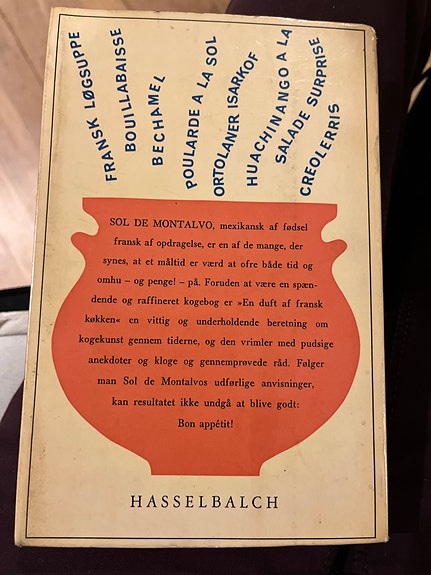 FRANSK LØGSUPPE
BOUILLABAISSE
BECHAMEL
POULARDE A LA SOL
ORTOLANER ISARKOF
HUACHINANGO A LA
SALADE SURPRISE
CREOLERRIS
SOL DE MONTALVO, mexikansk af fødsel
fransk af opdragelse, er en af de mange, der
synes, at et måltid er værd at ofre både tid og
omhu – og penge! – på. Foruden at være en spæn-
dende og raffineret kogebog er »En duft af fransk
køkken« en vittig og underholdende beretning om
kogekunst gennem tiderne, og den vrimler med pudsige
anekdoter og kloge og gennemprøvede råd. Følger
man Sol de Montalvos udførlige anvisninger,
kan resultatet ikke undgå at blive godt:
Bon appétit!
HASSELBALCH